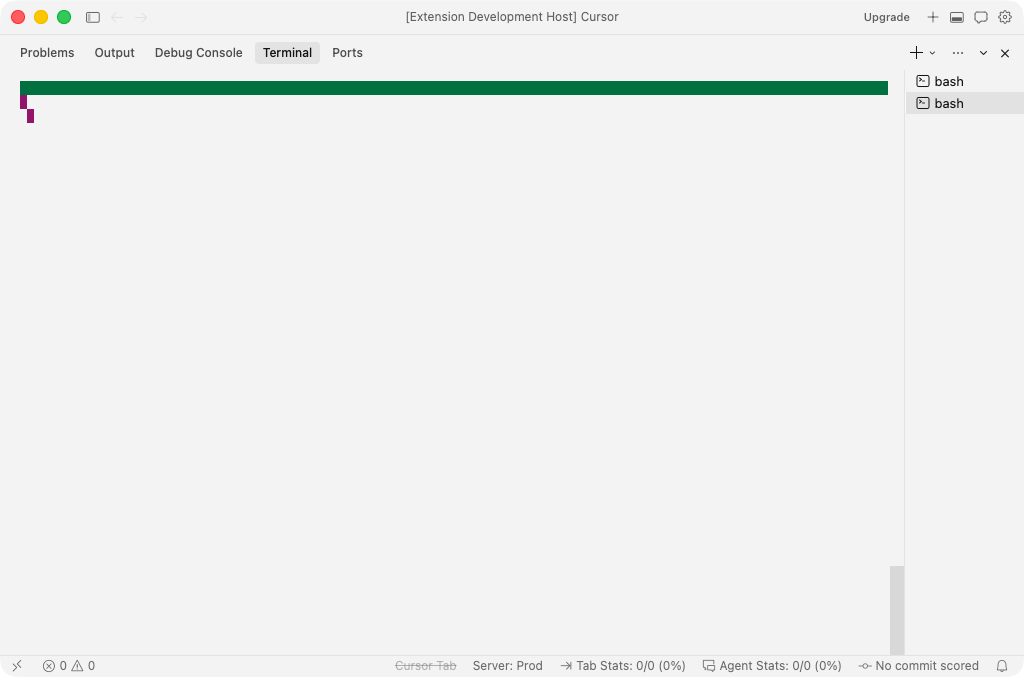 [Extension Development Host] Cursor
Upgrade
Problems Output Debug Console Terminal Ports
bash
bash
0 0 Cursor Tab Server: Prod Tab Stats: 0/0 (0%) Agent Stats: 0/0 (0%) No commit scored